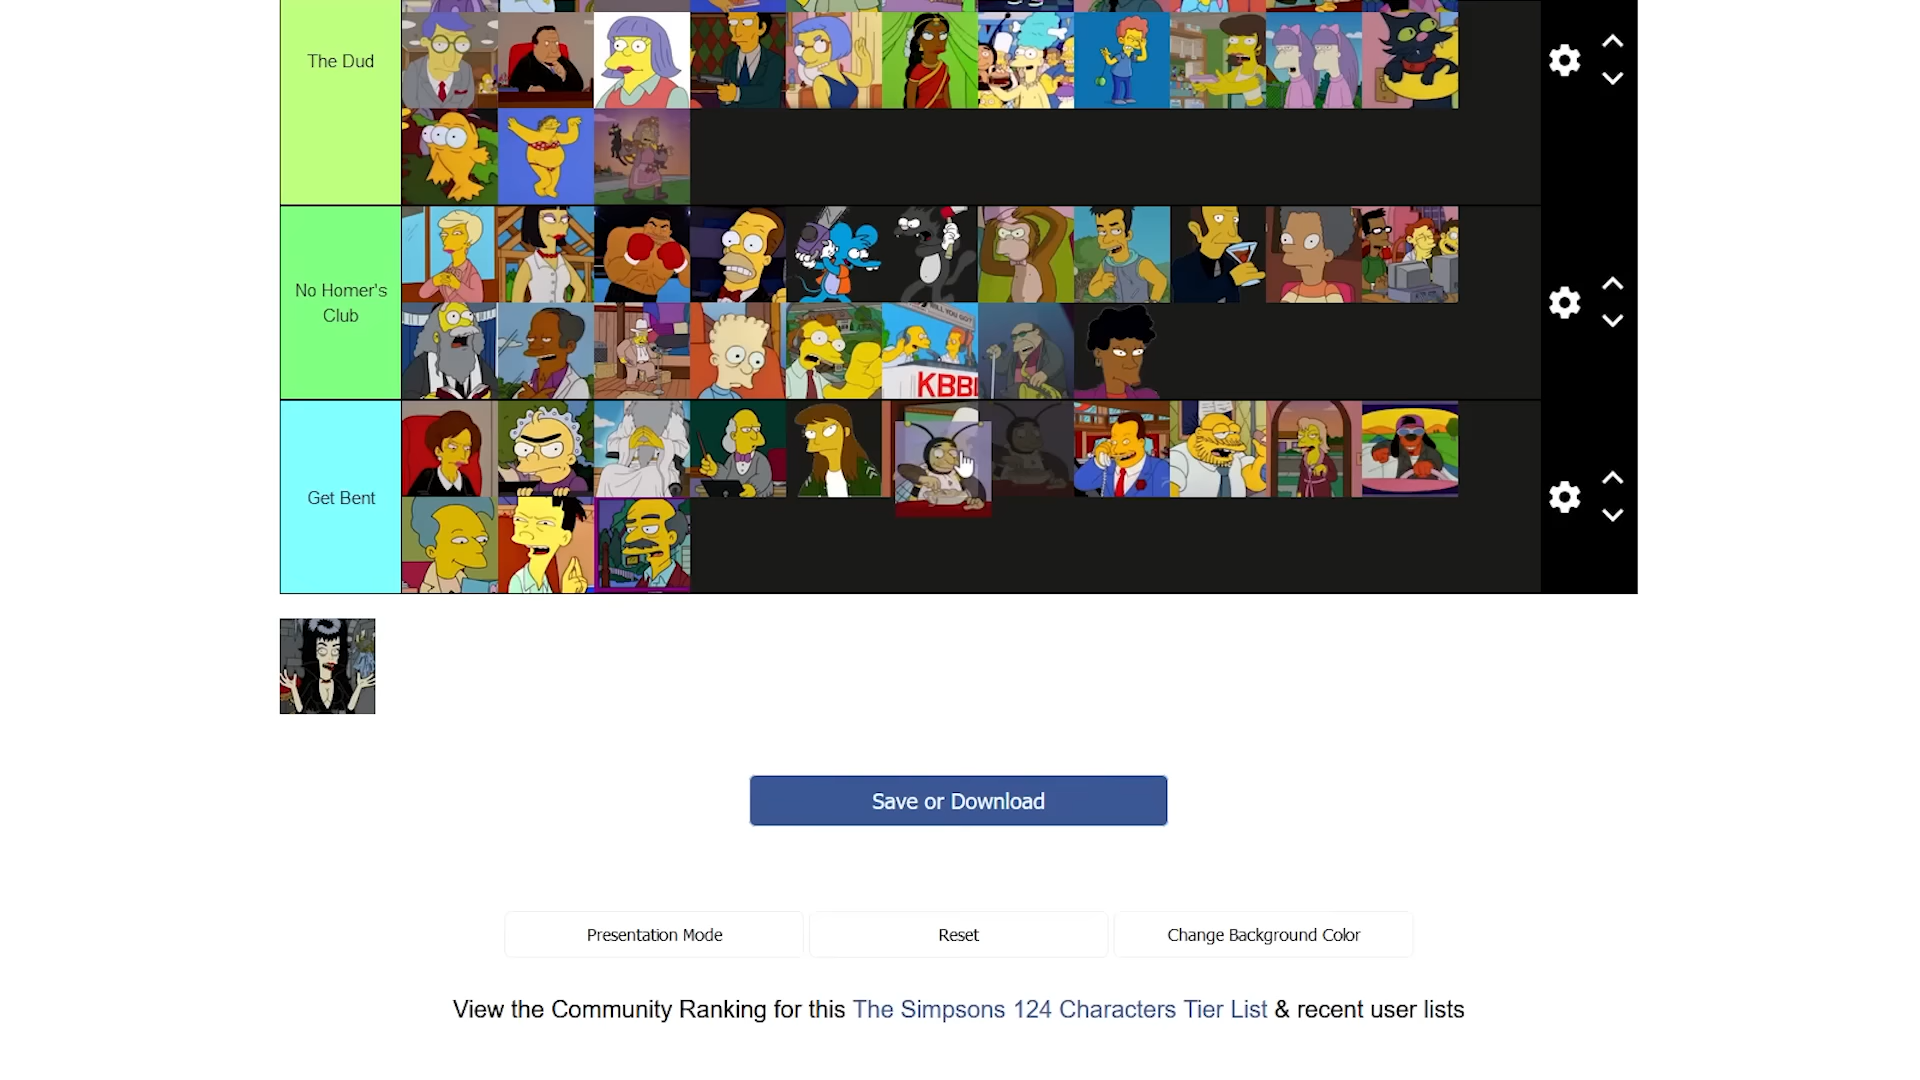 The Dud
No Homer's
Club
KBBL
Get Bent
Save or Download
Presentation Mode
Reset
Change Background Color
View the Community Ranking for this The Simpsons 124 Characters Tier List & recent user lists